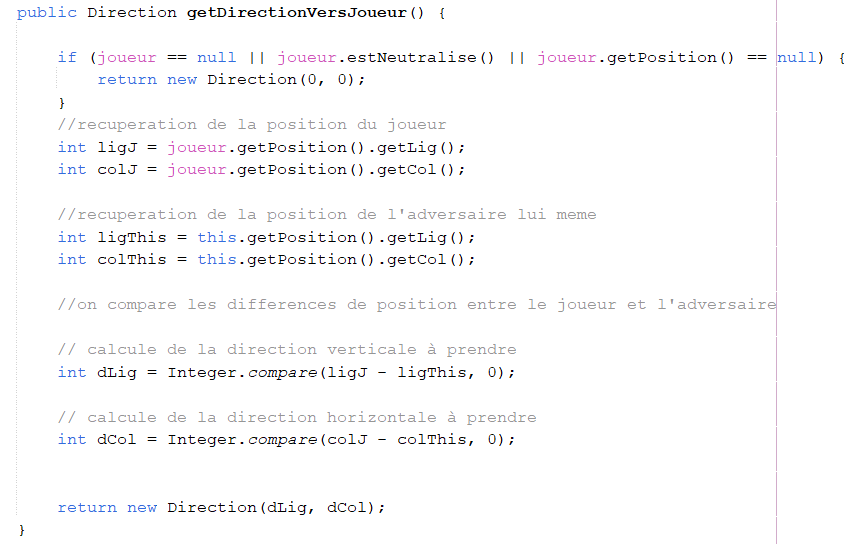 public Direction getDirectionVersJoueur() {
if (joueur == null || joueur.estNeutralise() || joueur.getPosition() == null) {
return new Direction(0, 0);
}
//recuperation de la position du joueur
int ligJ = joueur.getPosition().getLig();
int colJ = joueur.getPosition().getCol();
//recuperation de la position de l'adversaire lui meme
int ligThis = this.getPosition().getLig();
int colThis = this.getPosition().getCol();
//on compare les differences de position entre le joueur et l'adversaire
// calcule de la direction verticale à prendre
int dLig = Integer.compare(ligJ - ligThis, 0);
// calcule de la direction horizontale à prendre
int dCol = Integer.compare(colJ - colThis, 0);
return new Direction(dLig, dCol);
}